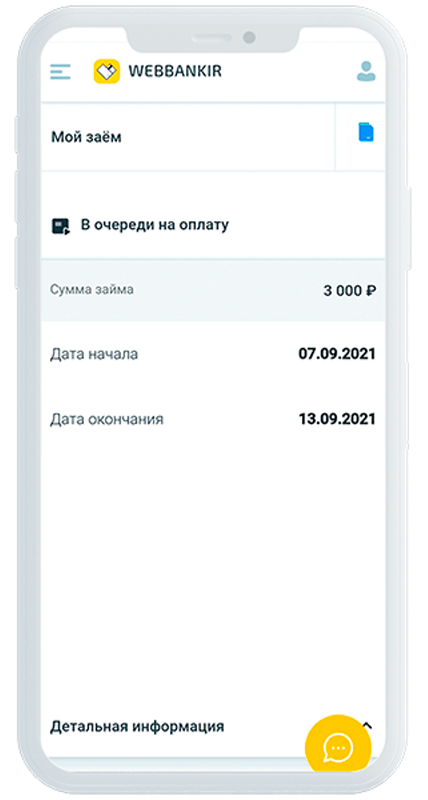 WEBBANKIR
Мой заём
В очереди на оплату
Сумма займа 3 000 ₽
Дата начала 07.09.2021
Дата окончания 13.09.2021
Детальная информация